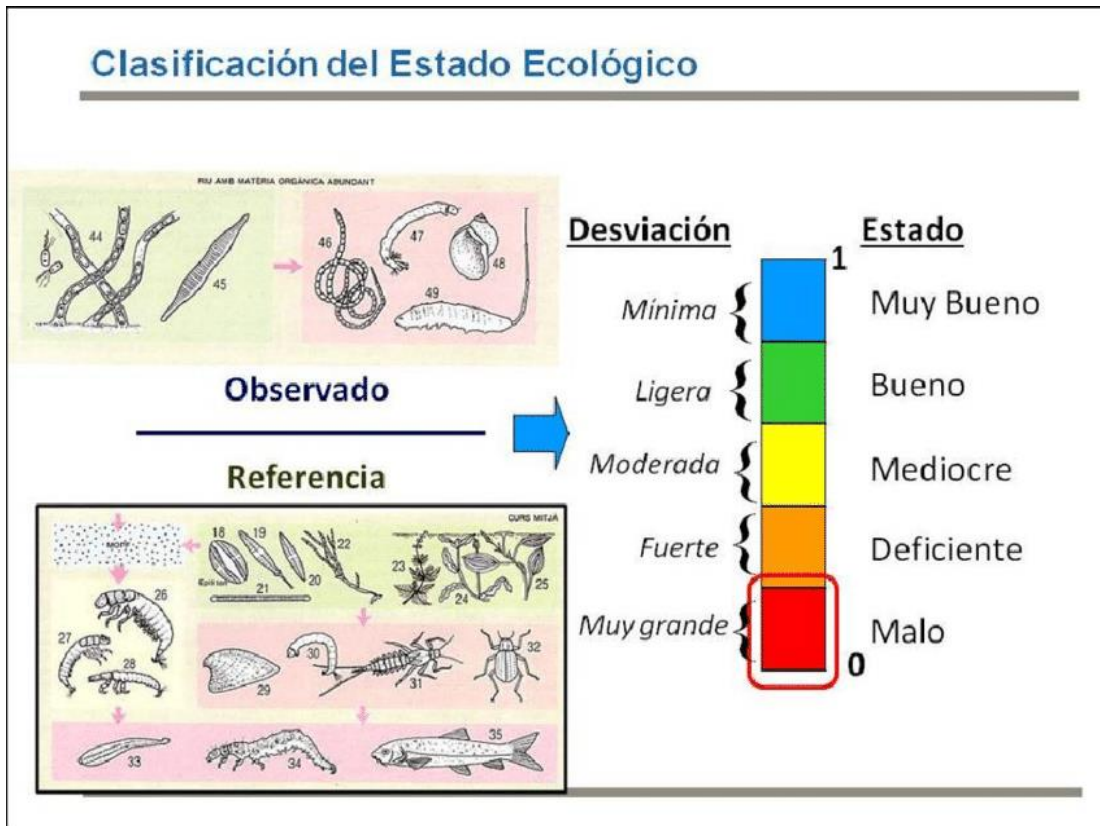 Clasificación del Estado Ecológico
RIU AMB MATÈRIA ORGÀNICA ABUNDANT
44
45
46
47
48
49
Observado
Referencia
CURS MITJÀ
MOPF
18
19
20
21
22
23
24
25
26
27
28
29
30
31
32
33
34
35
Desviación
Estado
1
Mínima
Muy Bueno
Ligera
Bueno
Moderada
Mediocre
Fuerte
Deficiente
Muy grande
Malo
0